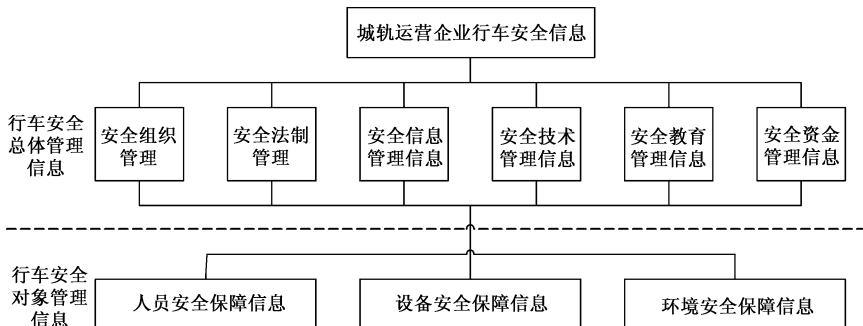 城轨运营企业行车安全信息
行车安全
总体管理
信息
安全组织
管理
安全法制
管理
安全信息
管理信息
安全技术
管理信息
安全教育
管理信息
安全资金
管理信息
行车安全
对象管理
信息
人员安全保障信息
设备安全保障信息
环境安全保障信息